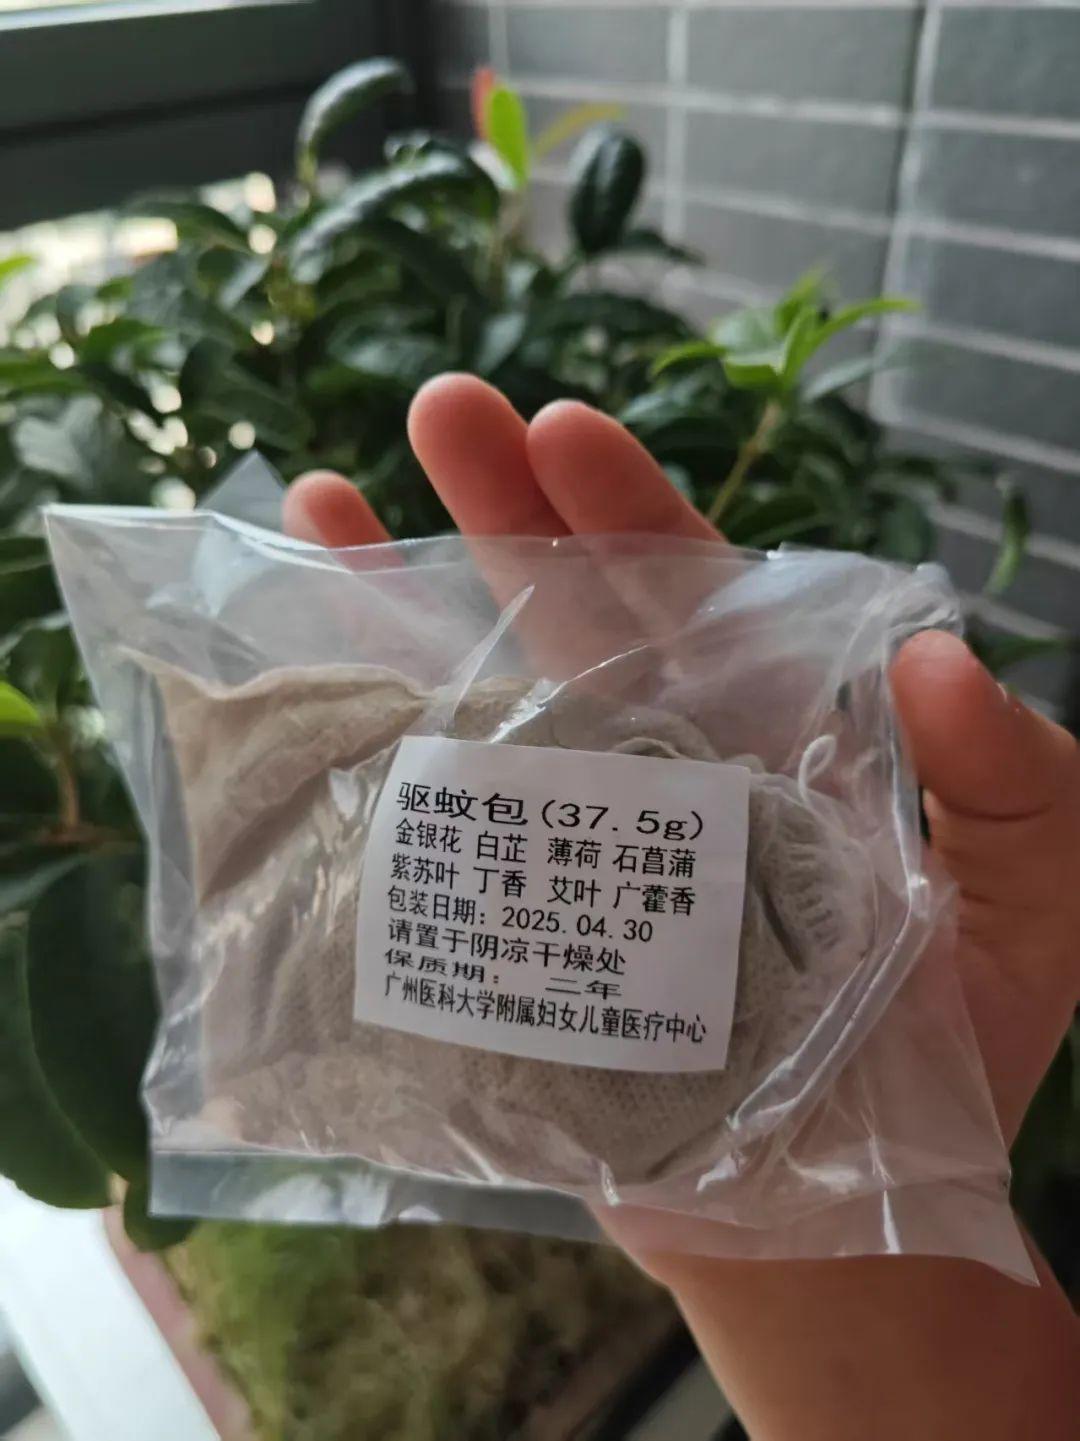 驱蚊包(37.5g)
金银花 白芷 薄荷 石菖蒲
紫苏叶 丁香 艾叶 广藿香
包装日期：2025.04.30
请置于阴凉干燥处
保质期： 二年
广州医科大学附属妇女儿童医疗中心